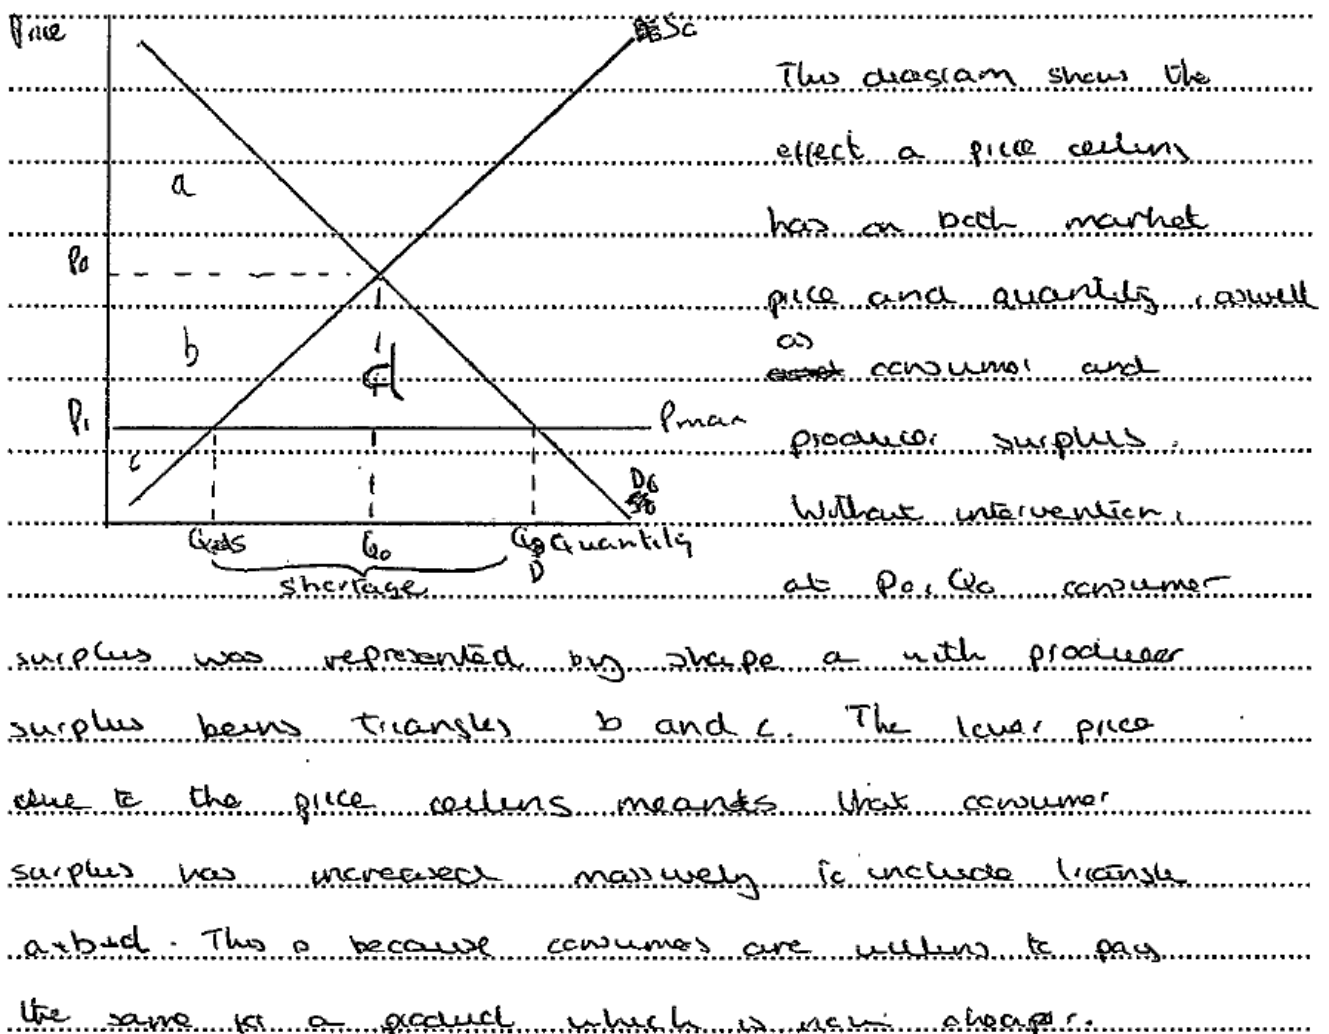 Price
S0
a
P0
b
d
P1
Pmax
c
D0
QS
Q0
QD Quantity
shortage
This diagram shows the
effect a price ceiling
has on both market
price and quantity, aswell
as consumer and
producer surplus.
Without intervention,
at P0, Q0 consumer
surplus was represented by shape a with producer
surplus being triangles b and c. The lower price
due to the price ceiling means that consumer
surplus has increased massively to include triangle
a+b+d. This is because consumers are willing to pay
the same for a product which is now cheaper.